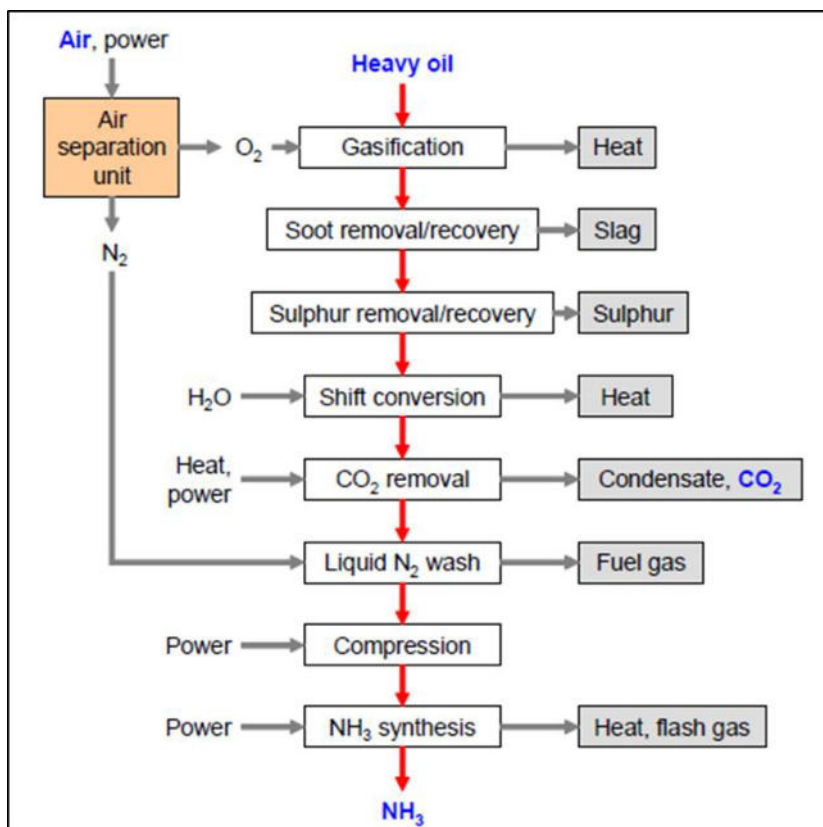 Air, power
Heavy oil
Air
separation
unit
O₂
Gasification
Heat
Soot removal/recovery
Slag
N₂
Sulphur removal/recovery
Sulphur
H₂O
Shift conversion
Heat
Heat,
power
CO₂ removal
Condensate, CO₂
Liquid N₂ wash
Fuel gas
Power
Compression
Power
NH₃ synthesis
Heat, flash gas
NH₃